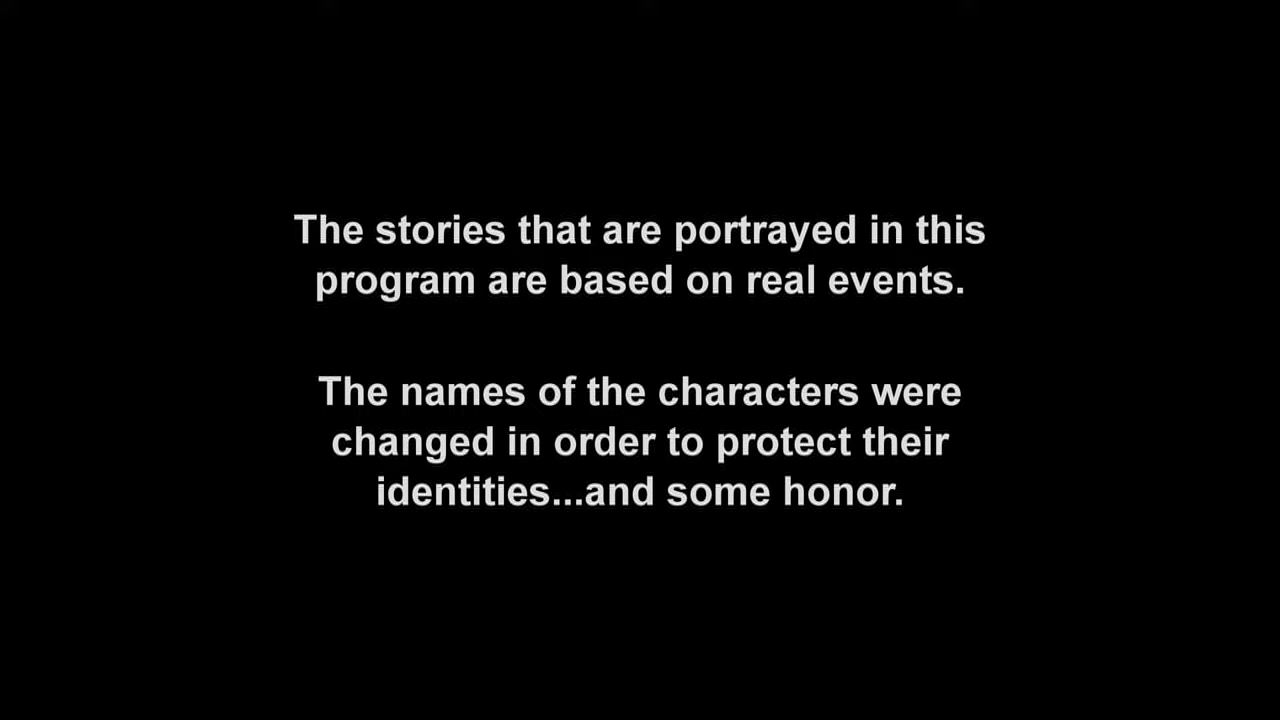 The stories that are portrayed in this
program are based on real events.
The names of the characters were
changed in order to protect their
identities...and some honor.